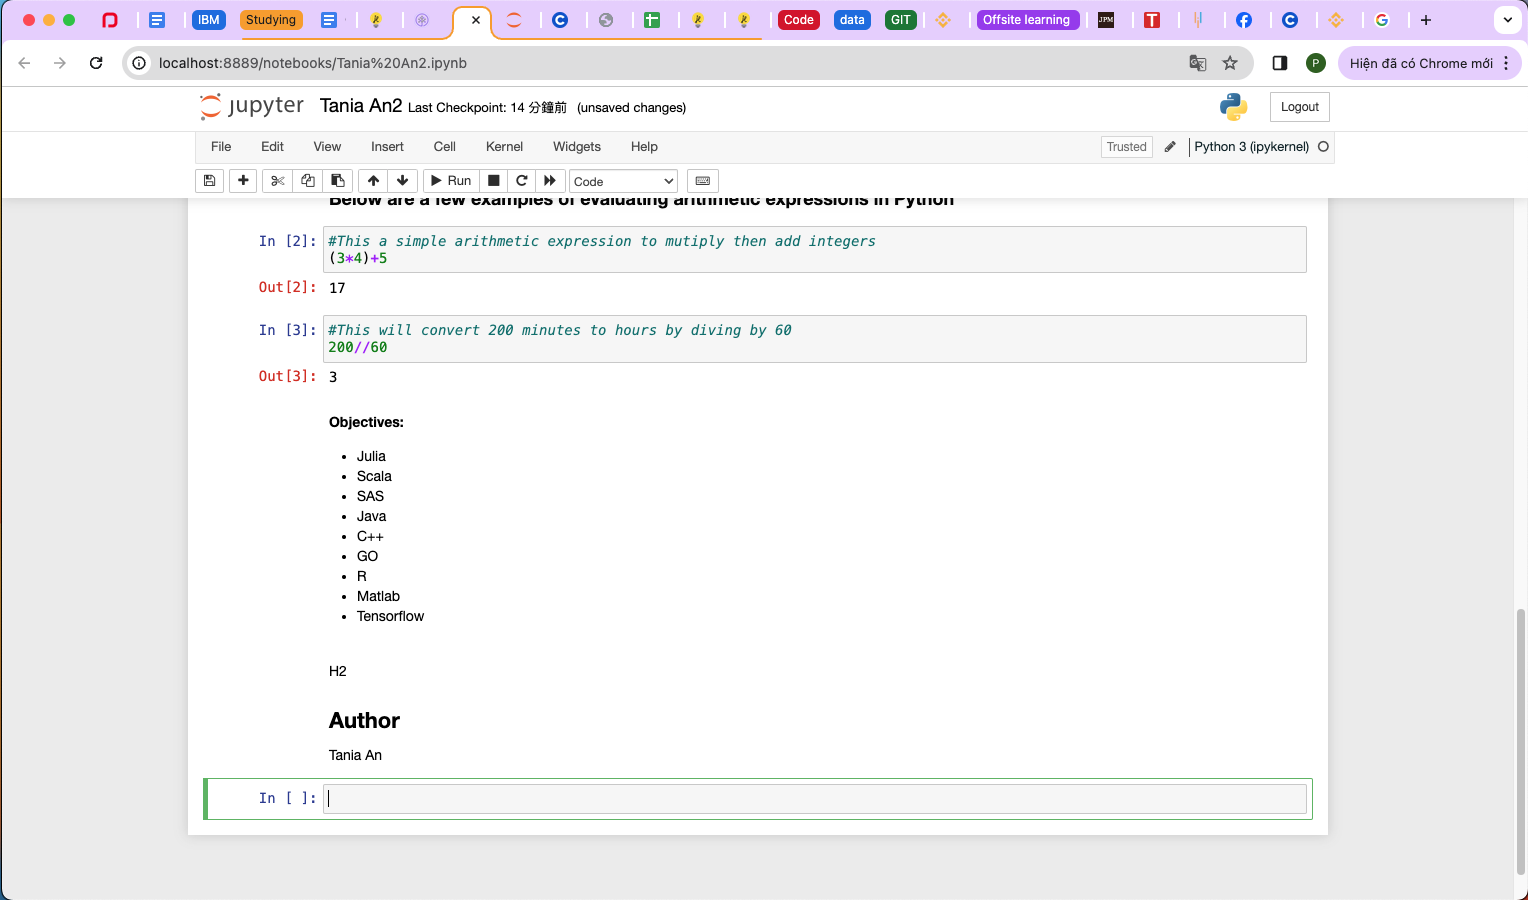 IBM Studying Code data GIT Offsite learning JPM
localhost:8889/notebooks/Tania%20An2.ipynb P Hiện đã có Chrome mới
jupyter Tania An2 Last Checkpoint: 14 分鐘前 (unsaved changes) Logout
File Edit View Insert Cell Kernel Widgets Help Trusted Python 3 (ipykernel)
Run Code
Below are a few examples of evaluating arithmetic expressions in Python
In [2]: #This a simple arithmetic expression to mutiply then add integers
(3*4)+5
Out[2]: 17
In [3]: #This will convert 200 minutes to hours by diving by 60
200//60
Out[3]: 3
Objectives:
• Julia
• Scala
• SAS
• Java
• C++
• GO
• R
• Matlab
• Tensorflow
H2
Author
Tania An
In [ ]: